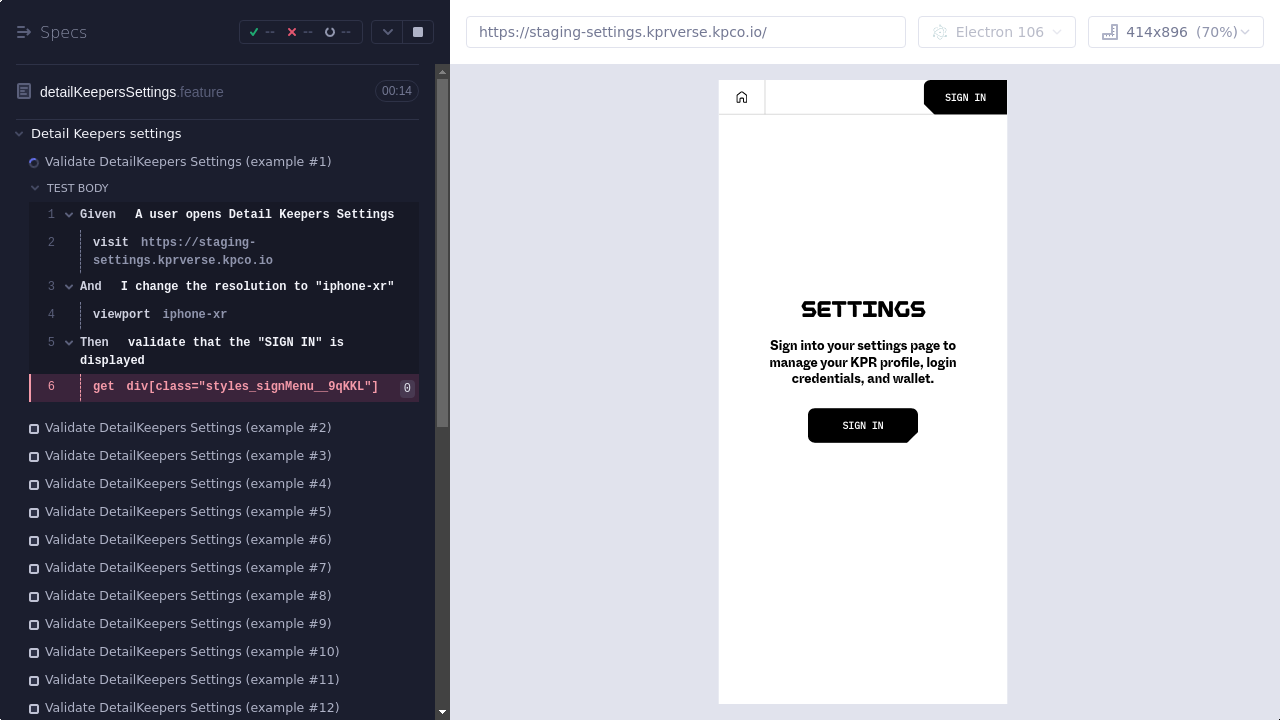 Specs
--
--
--
https://staging-settings.kprverse.kpco.io/
Electron 106
414x896 (70%)
detailKeepersSettings.feature
00:14
Detail Keepers settings
Validate DetailKeepers Settings (example #1)
TEST BODY
1 Given A user opens Detail Keepers Settings
2 visit https://staging-
settings.kprverse.kpco.io
3 And I change the resolution to "iphone-xr"
4 viewport iphone-xr
5 Then validate that the "SIGN IN" is
displayed
6 get div[class="styles_signMenu__9qKKL"] 0
Validate DetailKeepers Settings (example #2)
Validate DetailKeepers Settings (example #3)
Validate DetailKeepers Settings (example #4)
Validate DetailKeepers Settings (example #5)
Validate DetailKeepers Settings (example #6)
Validate DetailKeepers Settings (example #7)
Validate DetailKeepers Settings (example #8)
Validate DetailKeepers Settings (example #9)
Validate DetailKeepers Settings (example #10)
Validate DetailKeepers Settings (example #11)
Validate DetailKeepers Settings (example #12)
SIGN IN
SETTINGS
Sign into your settings page to
manage your KPR profile, login
credentials, and wallet.
SIGN IN